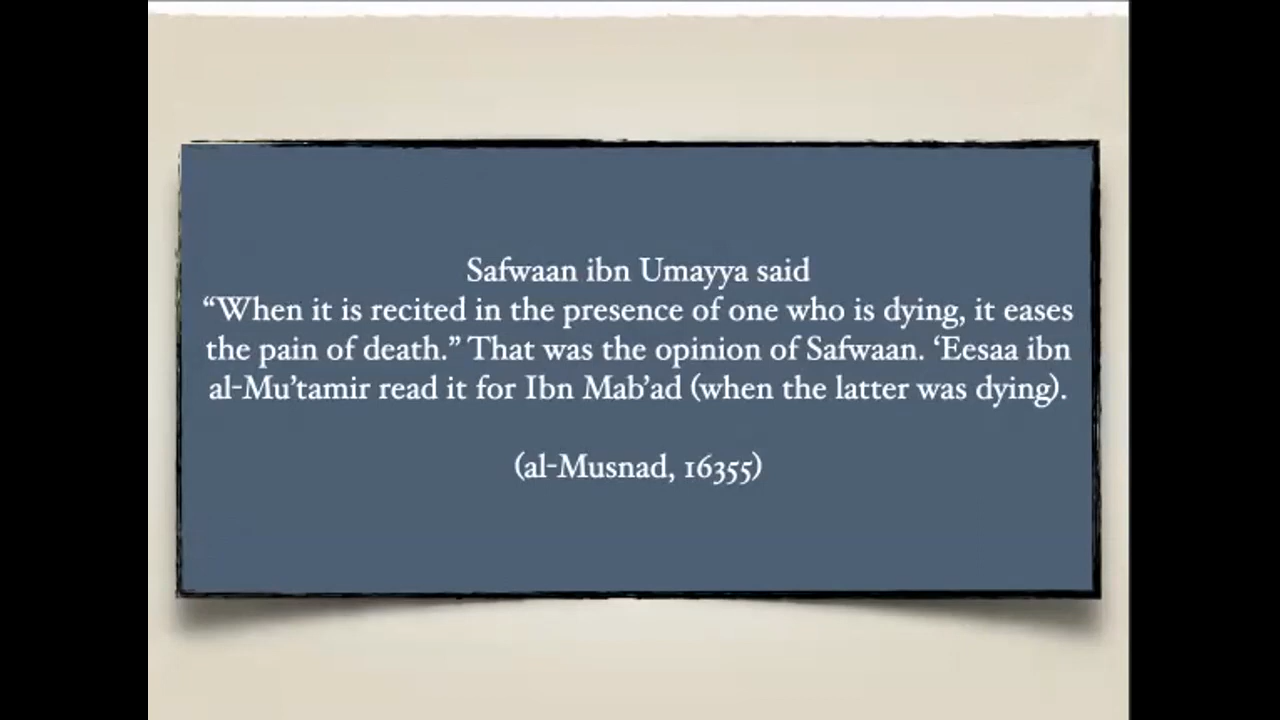 Safwaan ibn Umayya said
“When it is recited in the presence of one who is dying, it eases
the pain of death.” That was the opinion of Safwaan. ‘Eesaa ibn
al-Mu’tamir read it for Ibn Mab’ad (when the latter was dying).
(al-Musnad, 16355)